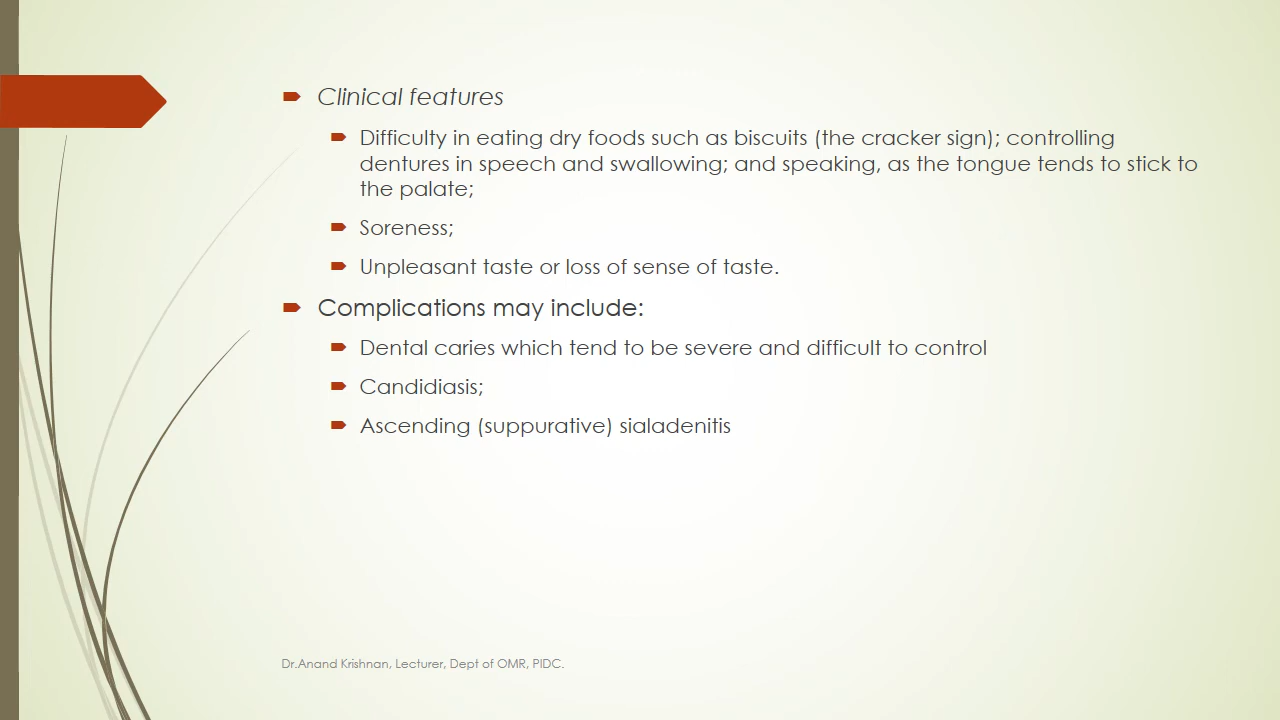 Clinical features
Difficulty in eating dry foods such as biscuits (the cracker sign); controlling
dentures in speech and swallowing; and speaking, as the tongue tends to stick to
the palate;
Soreness;
Unpleasant taste or loss of sense of taste.
Complications may include:
Dental caries which tend to be severe and difficult to control
Candidiasis;
Ascending (suppurative) sialadenitis
Dr.Anand Krishnan, Lecturer, Dept of OMR, PIDC.